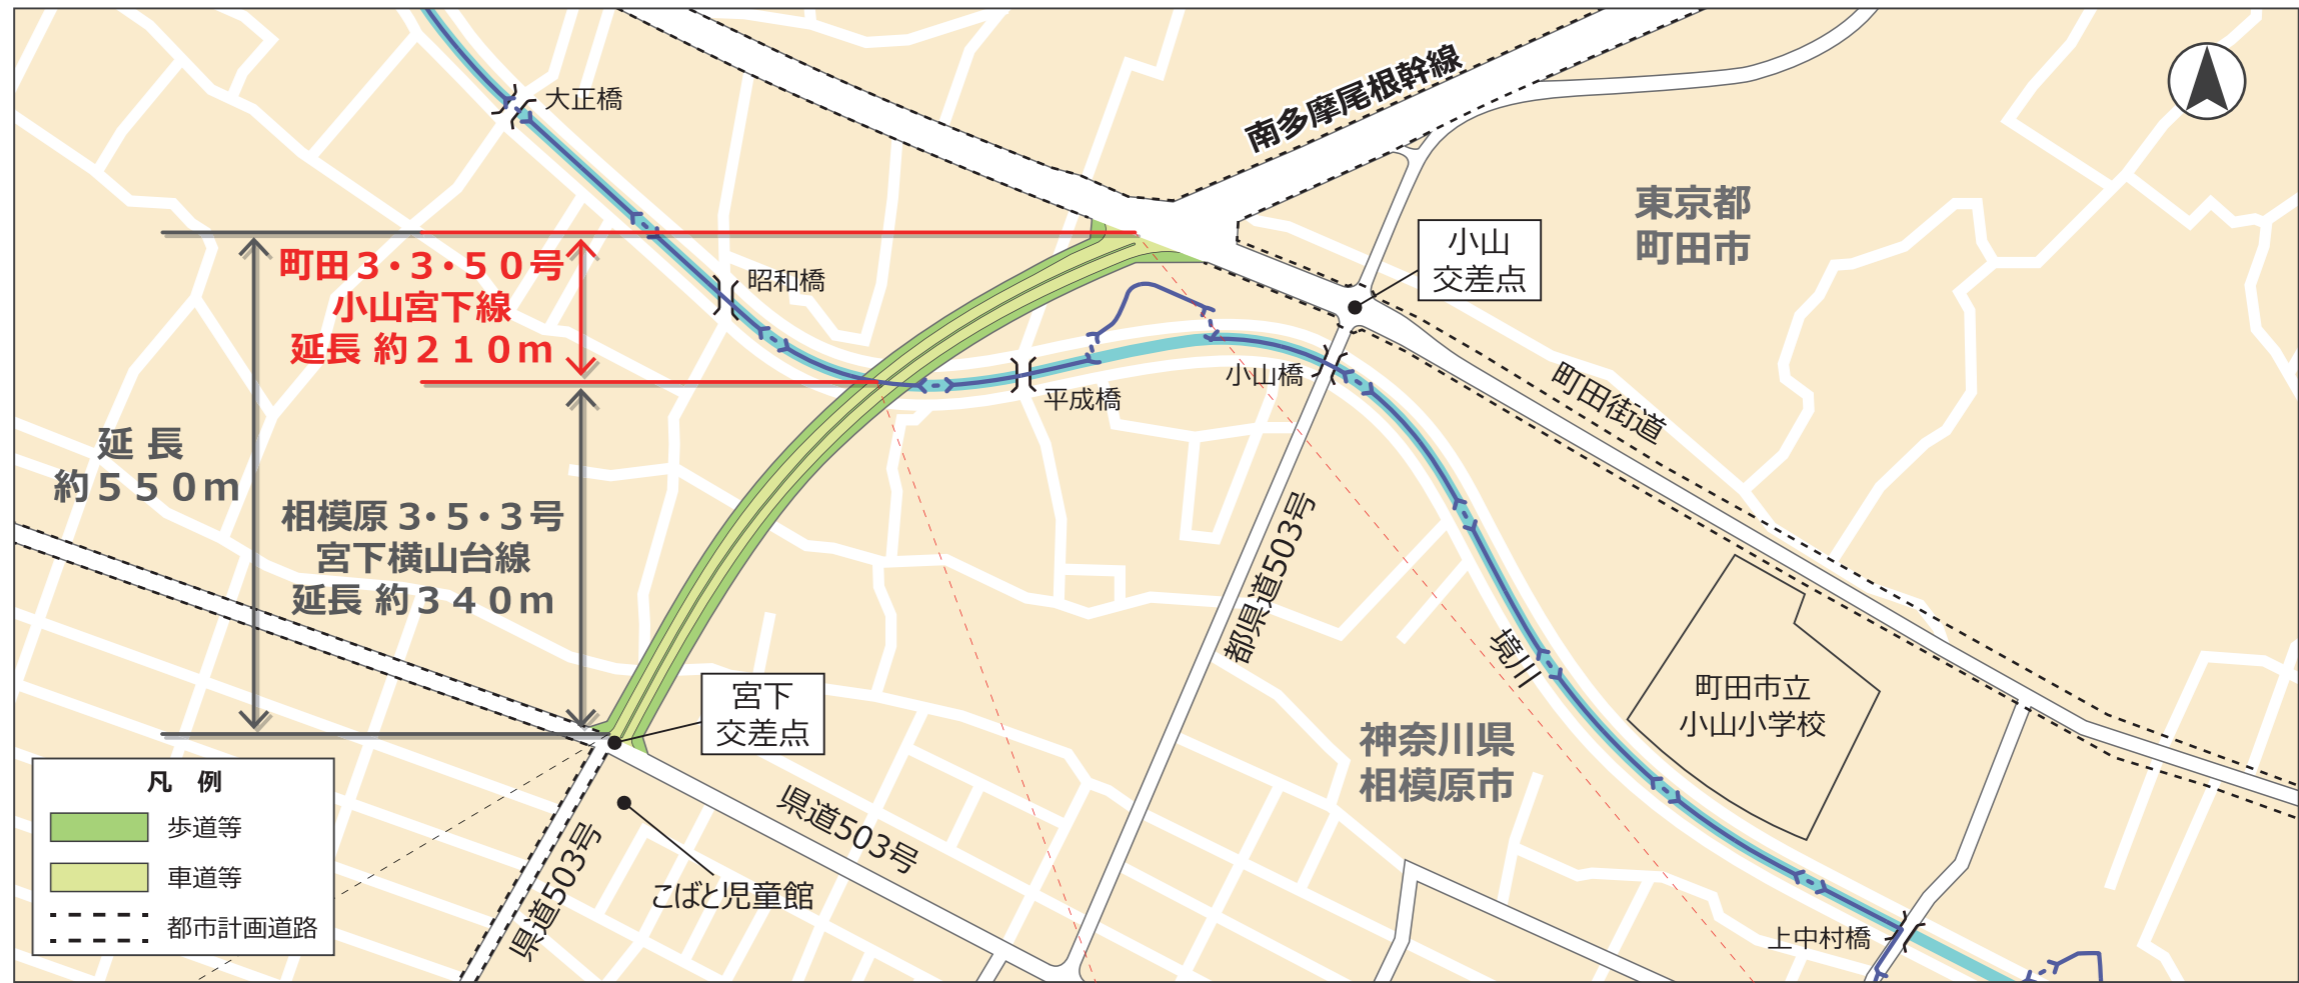 大正橋
南多摩尾根幹線
東京都
町田市
小山
交差点
町田3・3・50号
小山宮下線
延長 約210m
昭和橋
小山橋
平成橋
町田街道
延 長
約550m
相模原 3・5・3号
宮下横山台線
延長 約340m
都県道503号
境川
町田市立
小山小学校
宮下
交差点
神奈川県
相模原市
県道503号
県道503号
こばと児童館
上中村橋
凡 例
歩道等
車道等
都市計画道路